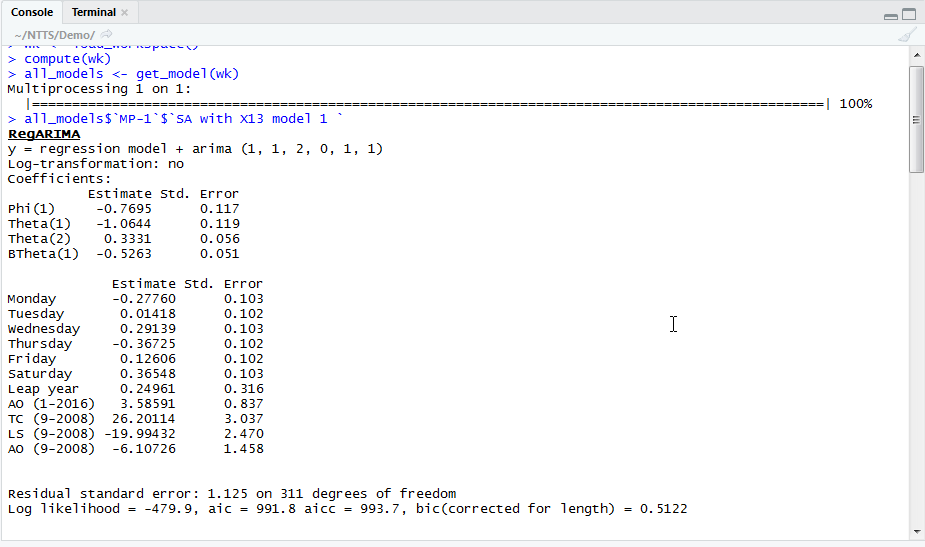 Console Terminal
~/NTTS/Demo/
> wk <- load_workspace()
> compute(wk)
> all_models <- get_model(wk)
Multiprocessing 1 on 1:
|=====================================================================================================| 100%
> all_models$`MP-1`$`SA with X13 model 1 `
RegARIMA
y = regression model + arima (1, 1, 2, 0, 1, 1)
Log-transformation: no
Coefficients:
Estimate Std. Error
Phi(1) -0.7695 0.117
Theta(1) -1.0644 0.119
Theta(2) 0.3331 0.056
BTheta(1) -0.5263 0.051
Estimate Std. Error
Monday -0.27760 0.103
Tuesday 0.01418 0.102
Wednesday 0.29139 0.103
Thursday -0.36725 0.102
Friday 0.12606 0.102
Saturday 0.36548 0.103
Leap year 0.24961 0.316
AO (1-2016) 3.58591 0.837
TC (9-2008) 26.20114 3.037
LS (9-2008) -19.99432 2.470
AO (9-2008) -6.10726 1.458
Residual standard error: 1.125 on 311 degrees of freedom
Log likelihood = -479.9, aic = 991.8 aicc = 993.7, bic(corrected for length) = 0.5122